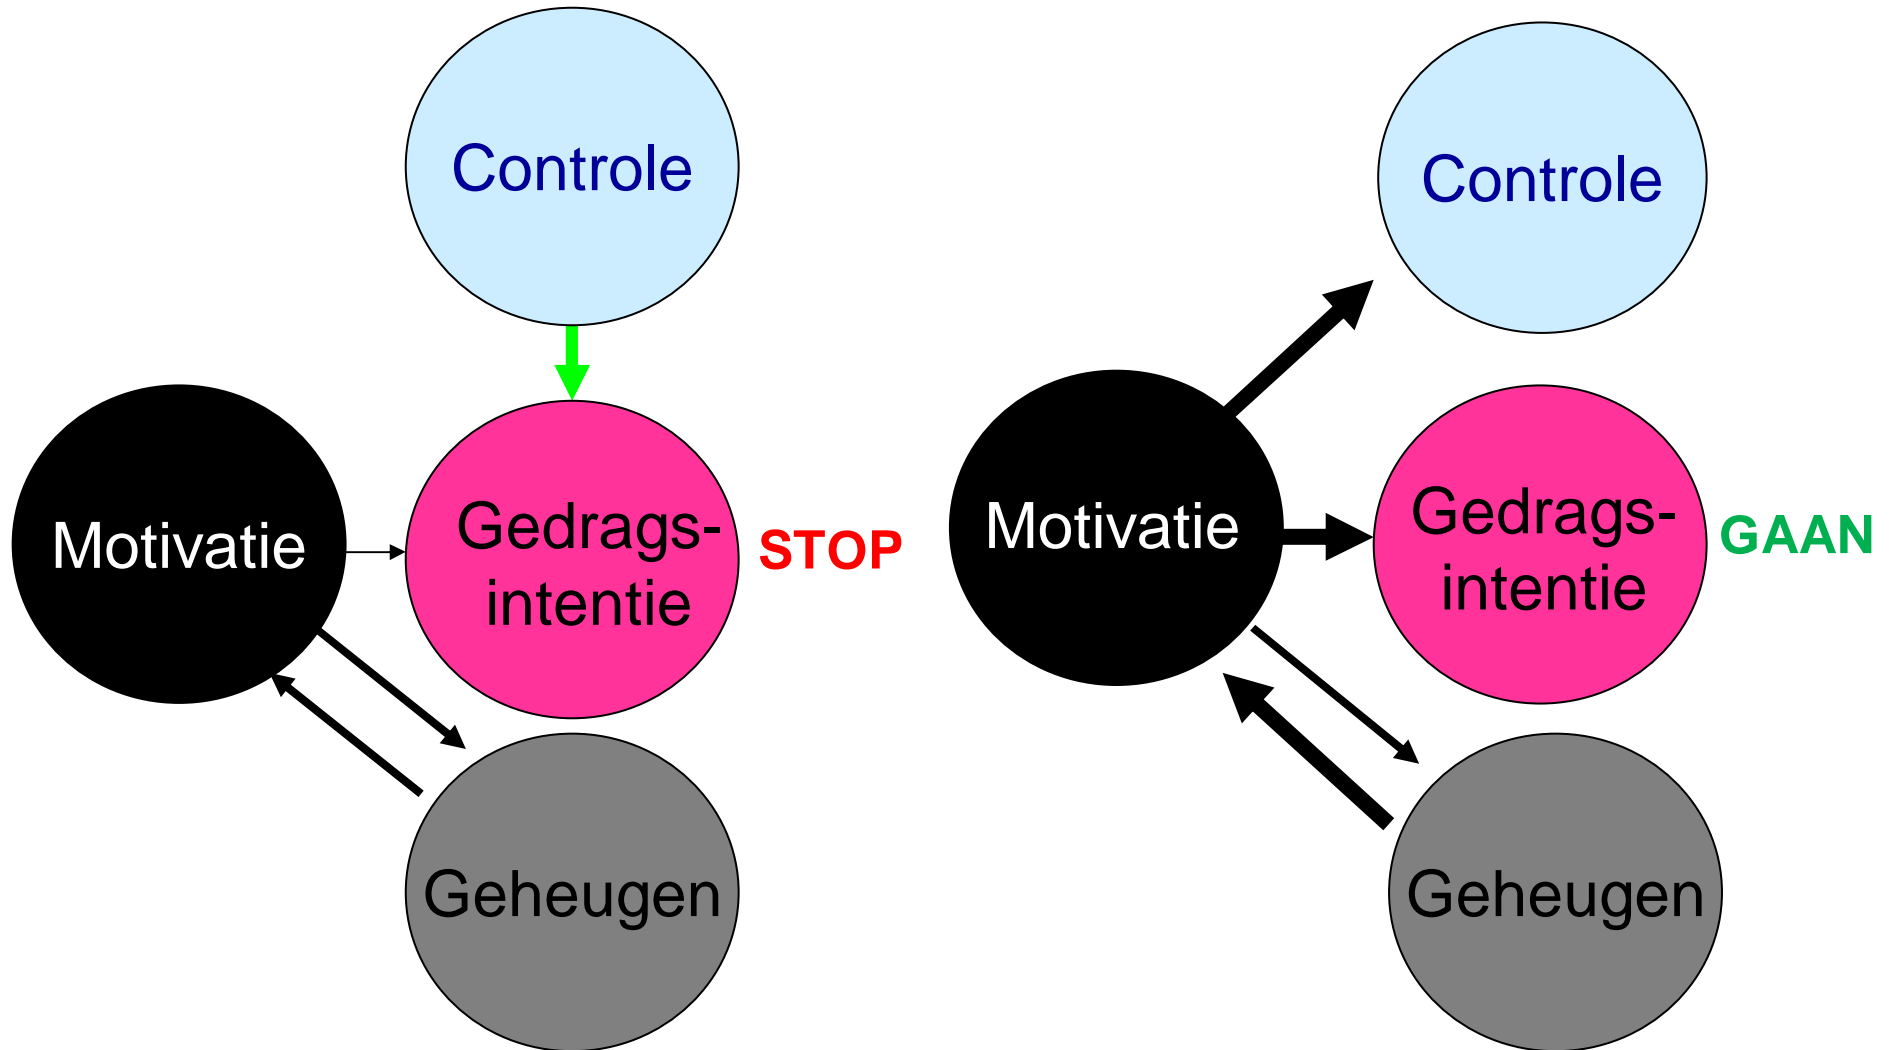 Controle
Motivatie
Gedrags-
intentie
STOP
Geheugen
Controle
Motivatie
Gedrags-
intentie
GAAN
Geheugen